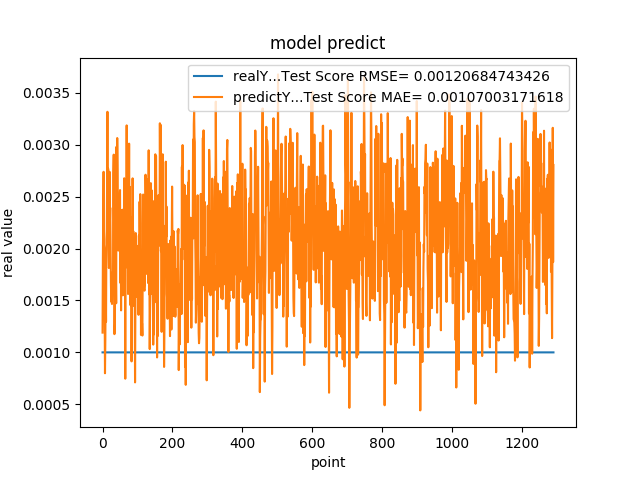 model predict
realY...Test Score RMSE= 0.00120684743426
predictY...Test Score MAE= 0.00107003171618
0.0035
0.0030
0.0025
0.0020
0.0015
0.0010
0.0005
real value
0 200 400 600 800 1000 1200
point